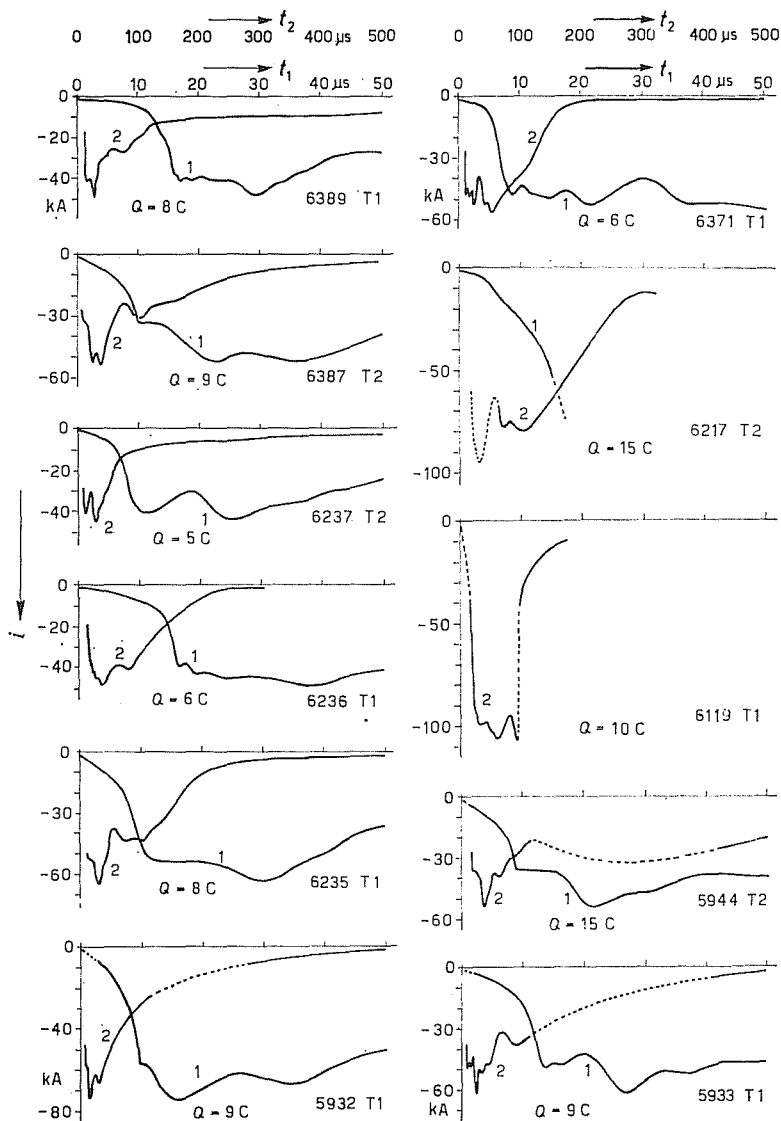 t₂
0 100 200 300 400 μs 500
t₁
0 10 20 30 40 μs 50
0
−20
−40
kA
2
1
Q = 8 C
6389 T1
0
−30
−60
2
1
Q = 9 C
6387 T2
0
−20
−40
2
1
Q = 5 C
6237 T2
i
0
−20
−40
2
1
Q = 6 C
6236 T1
0
−30
−60
2
1
Q = 8 C
6235 T1
0
−40
kA
−80
2
1
Q = 9 C
5932 T1
t₂
0 100 200 300 400 μs 500
t₁
0 10 20 30 40 μs 50
0
−30
kA
−60
2
1
Q = 6 C
6371 T1
0
−50
−100
1
2
Q = 15 C
6217 T2
0
−50
−100
2
Q = 10 C
6119 T1
0
−30
−60
2
1
Q = 15 C
5944 T2
0
−30
−60
kA
2
1
Q = 9 C
5933 T1